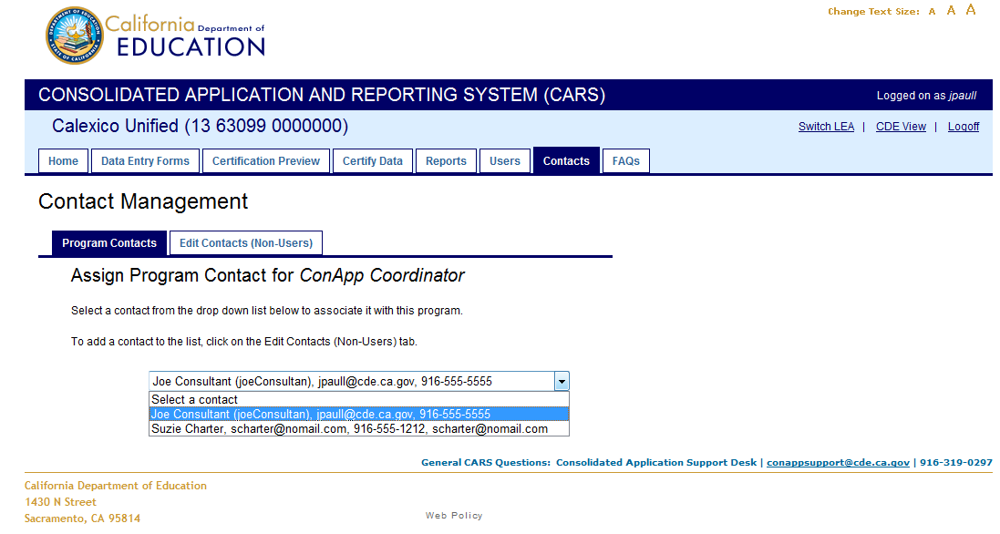 Change Text Size: A A A
California Department of
EDUCATION
CONSOLIDATED APPLICATION AND REPORTING SYSTEM (CARS)
Logged on as jpaull
Calexico Unified (13 63099 0000000)
Switch LEA | CDE View | Logoff
Home Data Entry Forms Certification Preview Certify Data Reports Users Contacts FAQs
Contact Management
Program Contacts Edit Contacts (Non-Users)
Assign Program Contact for ConApp Coordinator
Select a contact from the drop down list below to associate it with this program.
To add a contact to the list, click on the Edit Contacts (Non-Users) tab.
Joe Consultant (joeConsultan), jpaull@cde.ca.gov, 916-555-5555
Select a contact
Joe Consultant (joeConsultan), jpaull@cde.ca.gov, 916-555-5555
Suzie Charter, scharter@nomail.com, 916-555-1212, scharter@nomail.com
General CARS Questions: Consolidated Application Support Desk | conappsupport@cde.ca.gov | 916-319-0297
California Department of Education
1430 N Street
Sacramento, CA 95814
Web Policy